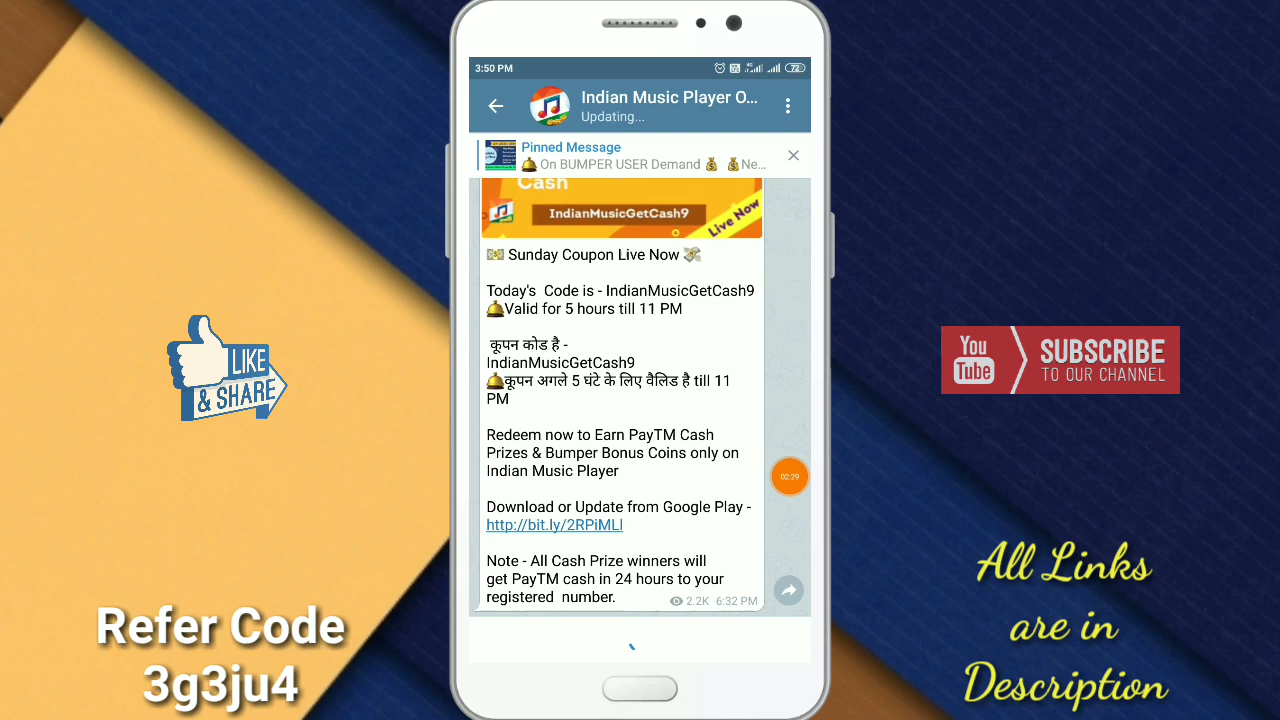 3:50 PM
72
Indian Music Player O...
Updating...
Pinned Message
🛎️On BUMPER USER Demand 💰 💰Ne...
Cash
IndianMusicGetCash9
Live Now
💵 Sunday Coupon Live Now 💸
Today's Code is - IndianMusicGetCash9
🛎️Valid for 5 hours till 11 PM
कूपन कोड है -
IndianMusicGetCash9
🛎️कूपन अगले 5 घंटे के लिए वैलिड है till 11
PM
Redeem now to Earn PayTM Cash
Prizes & Bumper Bonus Coins only on
Indian Music Player
Download or Update from Google Play -
http://bit.ly/2RPiMLl
Note - All Cash Prize winners will
get PayTM cash in 24 hours to your
registered number.
2.2K 6:32 PM
02:29
LIKE
& SHARE
Refer Code
3g3ju4
You
Tube
SUBSCRIBE
TO OUR CHANNEL
All Links
are in
Description